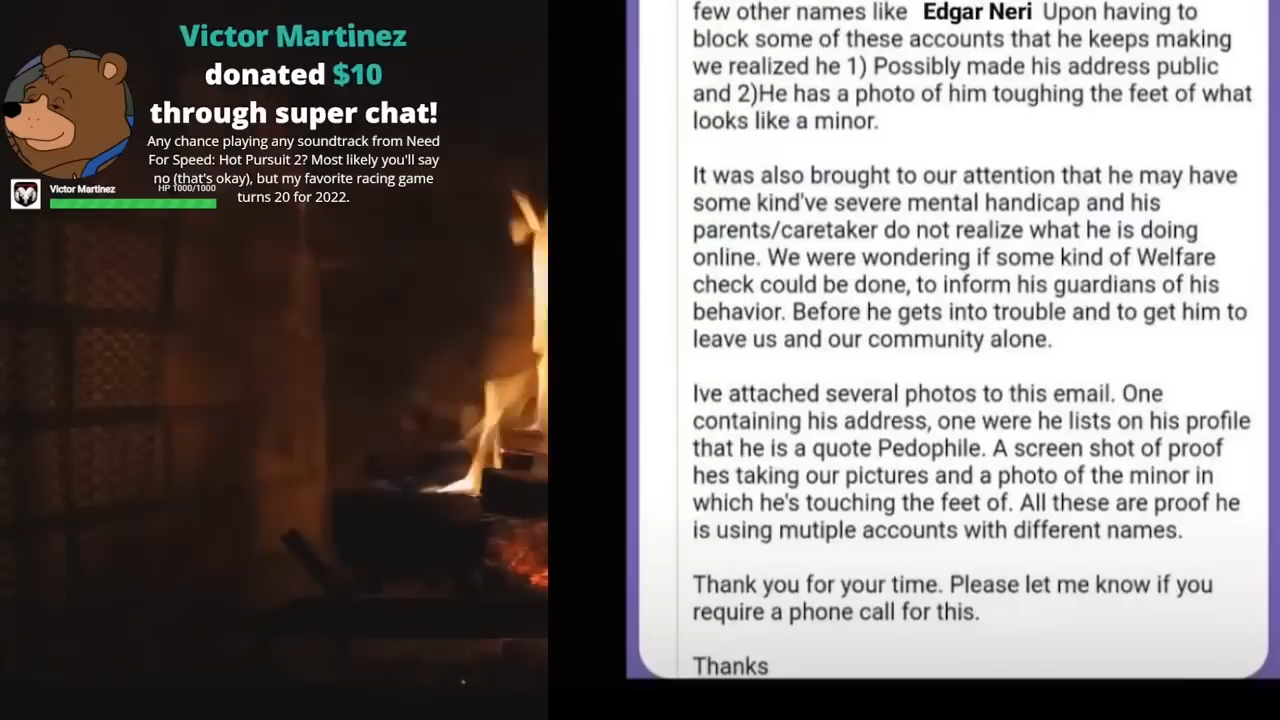 Victor Martinez
donated $10
through super chat!
Any chance playing any soundtrack from Need
For Speed: Hot Pursuit 2? Most likely you'll say
no (that's okay), but my favorite racing game
turns 20 for 2022.
Victor Martinez
HP 1000/1000
few other names like Edgar Neri Upon having to
block some of these accounts that he keeps making
we realized he 1) Possibly made his address public
and 2)He has a photo of him toughing the feet of what
looks like a minor.
It was also brought to our attention that he may have
some kind've severe mental handicap and his
parents/caretaker do not realize what he is doing
online. We were wondering if some kind of Welfare
check could be done, to inform his guardians of his
behavior. Before he gets into trouble and to get him to
leave us and our community alone.
Ive attached several photos to this email. One
containing his address, one were he lists on his profile
that he is a quote Pedophile. A screen shot of proof
hes taking our pictures and a photo of the minor in
which he's touching the feet of. All these are proof he
is using mutiple accounts with different names.
Thank you for your time. Please let me know if you
require a phone call for this.
Thanks